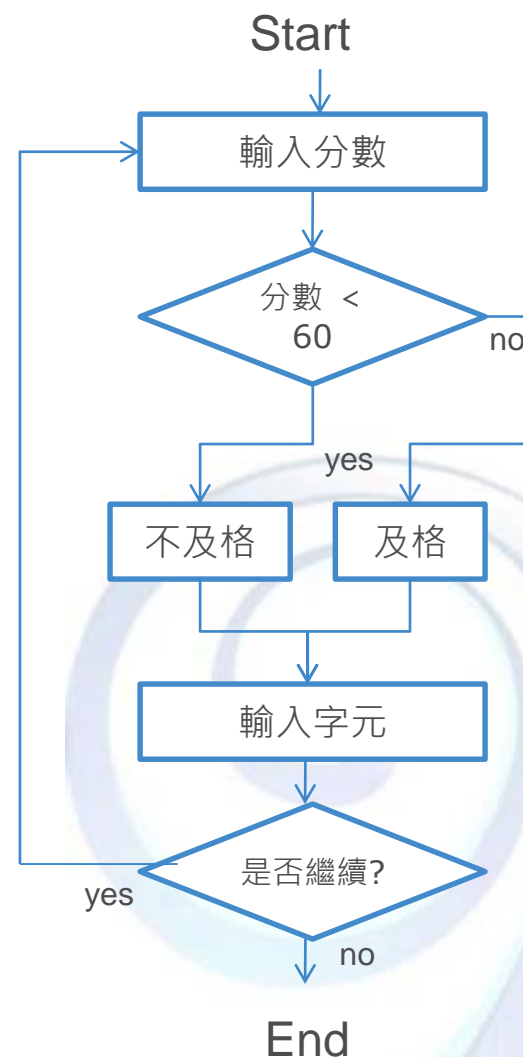 Start
輸入分數
分數 <
60
no
yes
不及格
及格
輸入字元
是否繼續?
yes
no
End